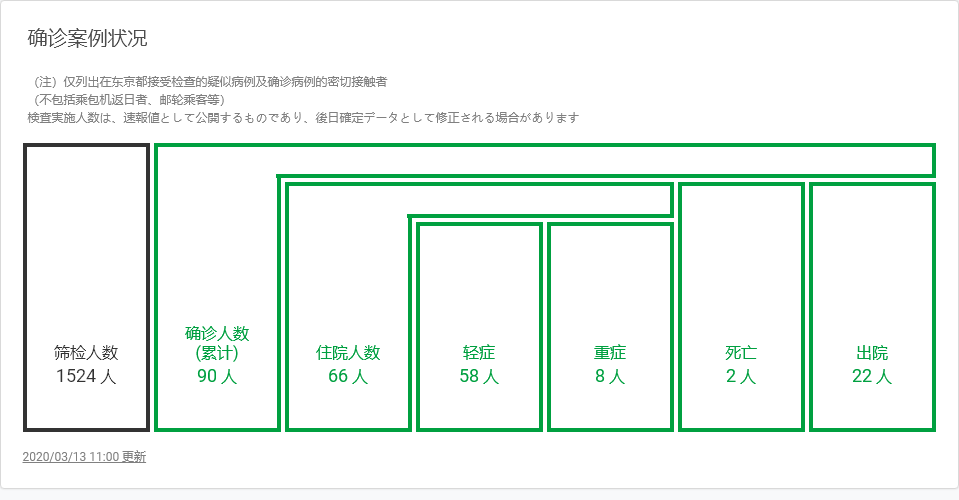 确诊案例状况
（注）仅列出在东京都接受检查的疑似病例及确诊病例的密切接触者
（不包括乘包机返日者、邮轮乘客等）
検査実施人数は、速報値として公開するものであり、後日確定データとして修正される場合があります
筛检人数
1524 人
确诊人数
(累计)
90 人
住院人数
66 人
轻症
58 人
重症
8 人
死亡
2 人
出院
22 人
2020/03/13 11:00 更新